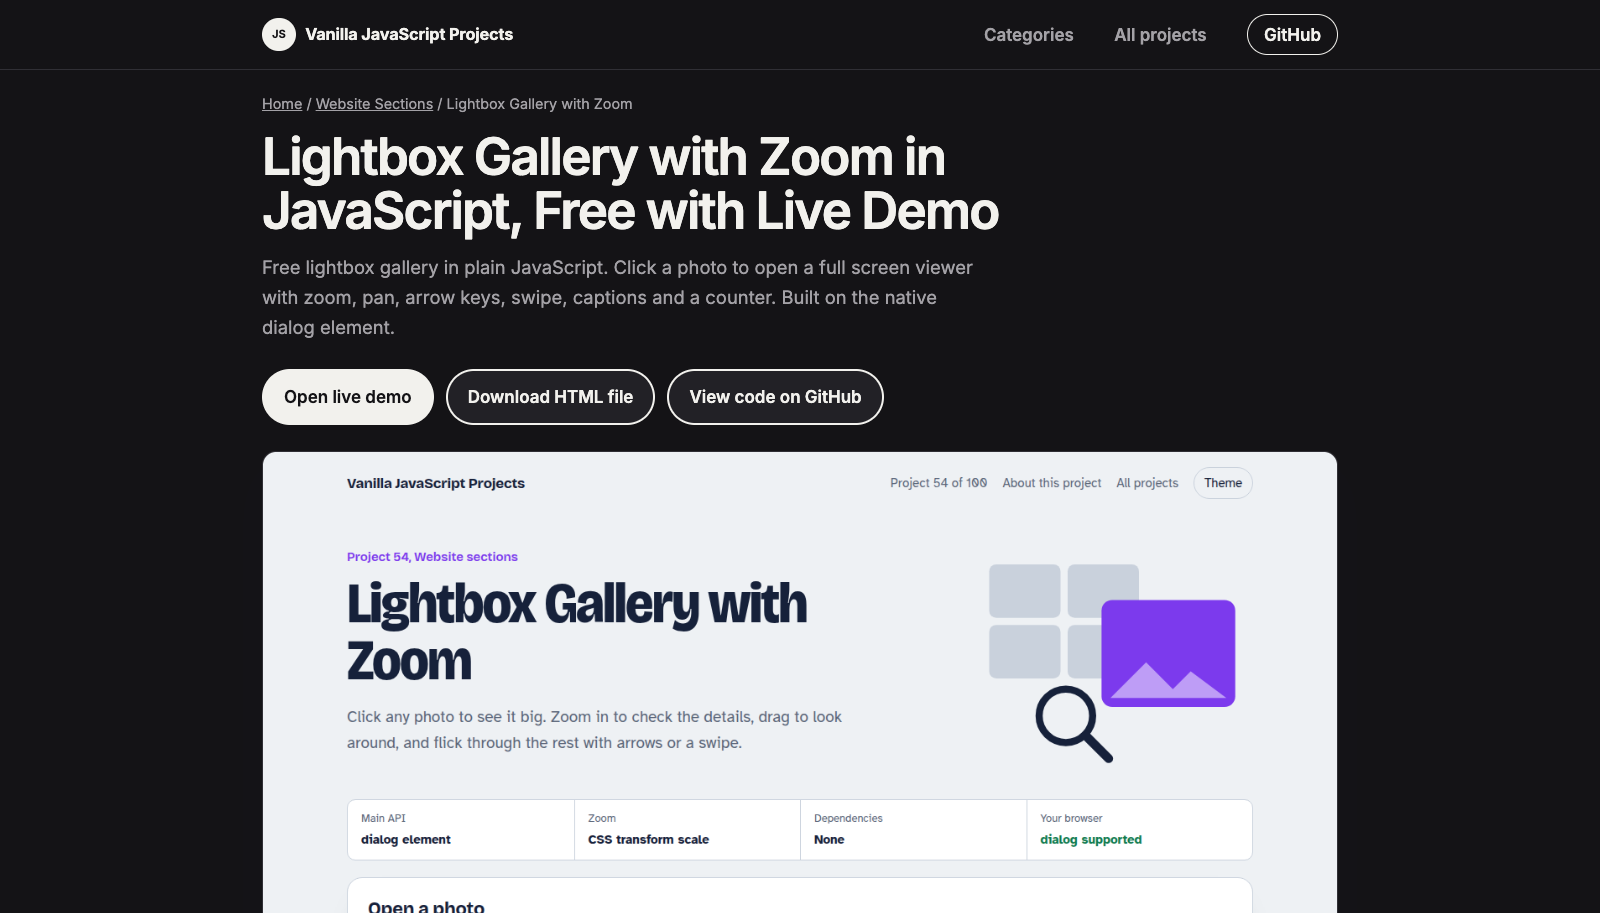 JS
Vanilla JavaScript Projects
Categories
All projects
GitHub
Home / Website Sections / Lightbox Gallery with Zoom
Lightbox Gallery with Zoom in
JavaScript, Free with Live Demo
Free lightbox gallery in plain JavaScript. Click a photo to open a full screen viewer
with zoom, pan, arrow keys, swipe, captions and a counter. Built on the native
dialog element.
Open live demo
Download HTML file
View code on GitHub
Vanilla JavaScript Projects
Project 54 of 100
About this project
All projects
Theme
Project 54, Website sections
Lightbox Gallery with
Zoom
Click any photo to see it big. Zoom in to check the details, drag to look
around, and flick through the rest with arrows or a swipe.
Main API
dialog element
Zoom
CSS transform scale
Dependencies
None
Your browser
dialog supported
Open a photo